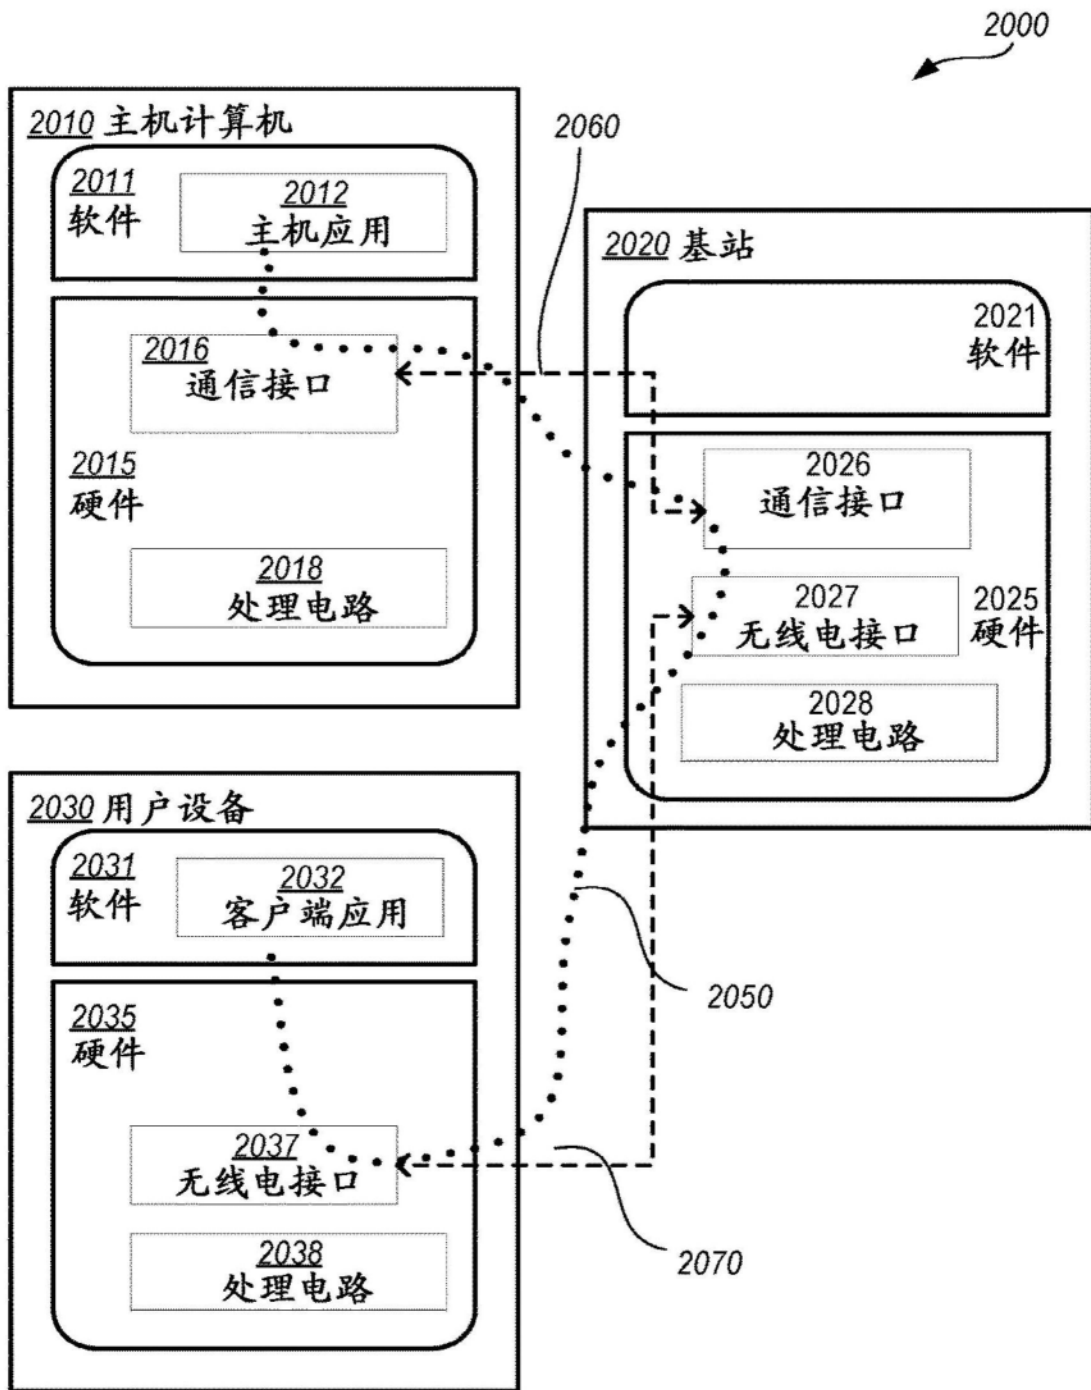 2000
2010 主机计算机
2011
软件
2012
主机应用
2016
通信接口
2015
硬件
2018
处理电路
2060
2020 基站
2021
软件
2026
通信接口
2027
无线电接口
2025
硬件
2028
处理电路
2030 用户设备
2031
软件
2032
客户端应用
2035
硬件
2037
无线电接口
2038
处理电路
2050
2070